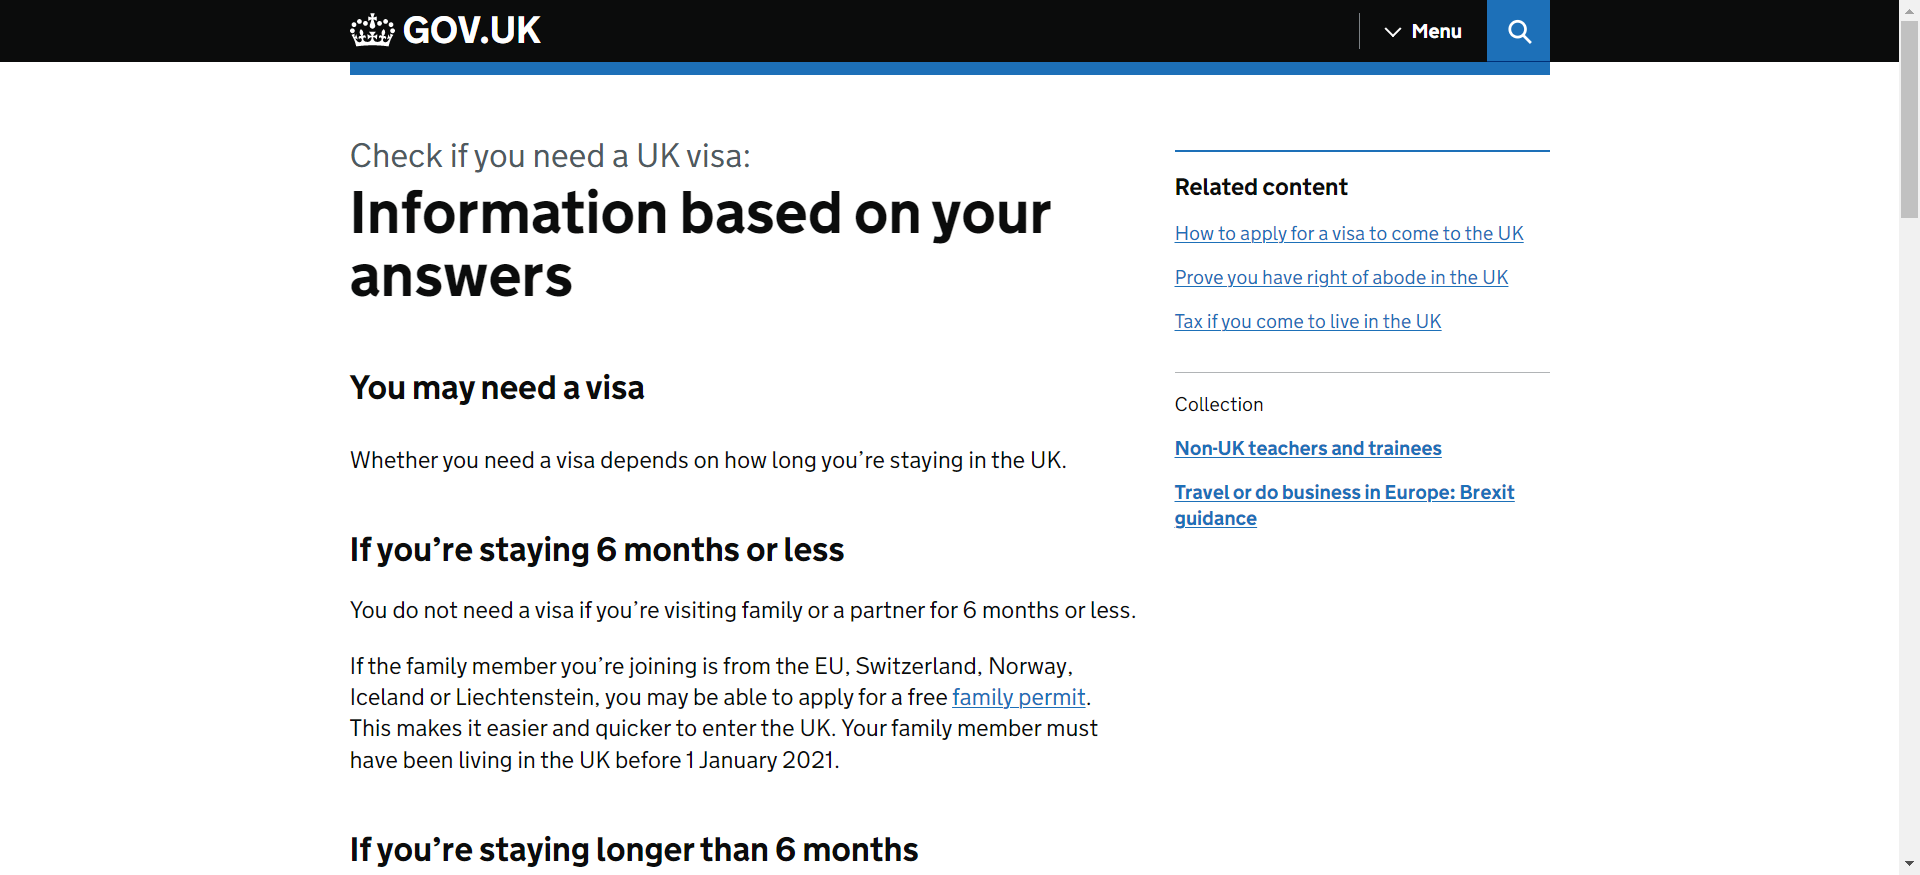 GOV.UK
Menu
Check if you need a UK visa:
Information based on your
answers
You may need a visa
Whether you need a visa depends on how long you’re staying in the UK.
If you’re staying 6 months or less
You do not need a visa if you’re visiting family or a partner for 6 months or less.
If the family member you’re joining is from the EU, Switzerland, Norway,
Iceland or Liechtenstein, you may be able to apply for a free family permit.
This makes it easier and quicker to enter the UK. Your family member must
have been living in the UK before 1 January 2021.
If you’re staying longer than 6 months
Related content
How to apply for a visa to come to the UK
Prove you have right of abode in the UK
Tax if you come to live in the UK
Collection
Non-UK teachers and trainees
Travel or do business in Europe: Brexit
guidance